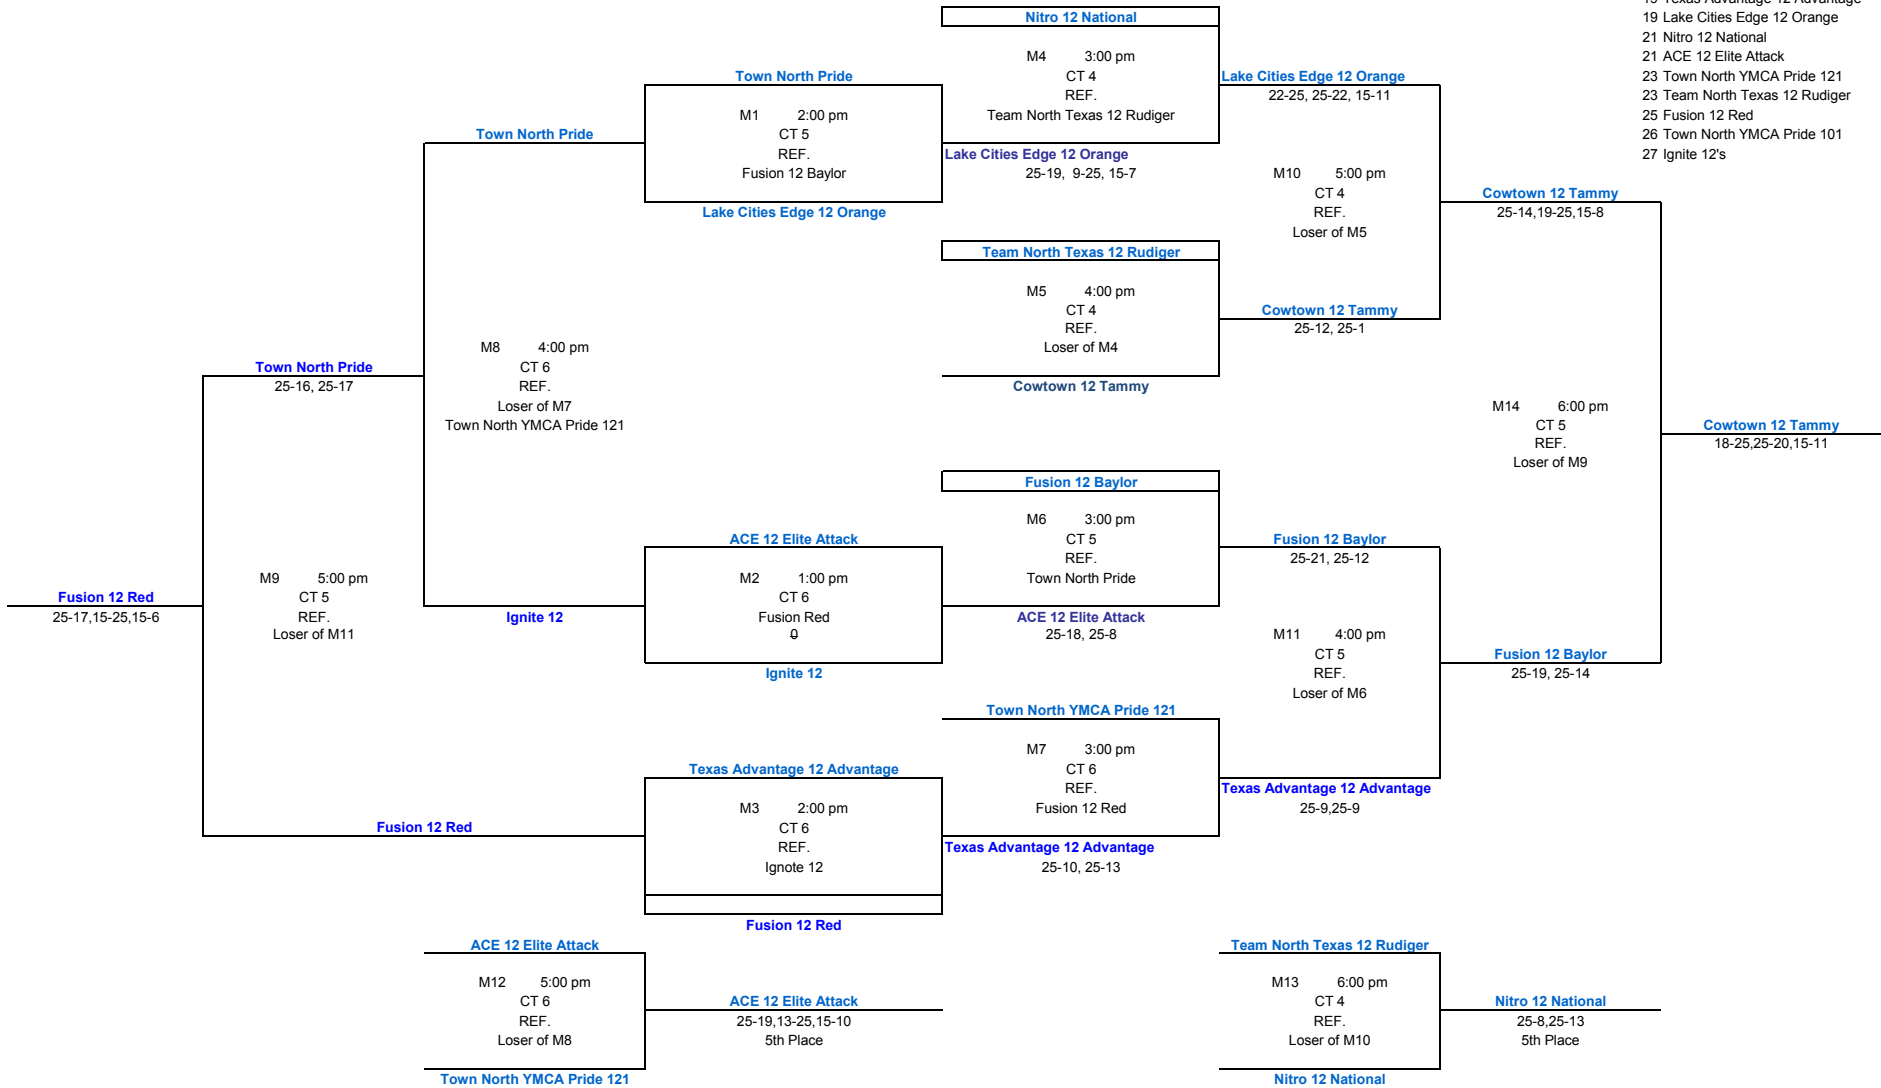 Nitro 12 National
19 Texas Advantage 12 Advantage
19 Lake Cities Edge 12 Orange
21 Nitro 12 National
21 ACE 12 Elite Attack
23 Town North YMCA Pride 121
23 Team North Texas 12 Rudiger
25 Fusion 12 Red
26 Town North YMCA Pride 101
27 Ignite 12's
M4 3:00 pm
CT 4
REF.
Team North Texas 12 Rudiger
Town North Pride
Lake Cities Edge 12 Orange
22-25, 25-22, 15-11
M1 2:00 pm
CT 5
REF.
Fusion 12 Baylor
Town North Pride
Lake Cities Edge 12 Orange
25-19, 9-25, 15-7
Lake Cities Edge 12 Orange
M10 5:00 pm
CT 4
REF.
Loser of M5
Cowtown 12 Tammy
25-14,19-25,15-8
Team North Texas 12 Rudiger
M5 4:00 pm
CT 4
REF.
Loser of M4
Cowtown 12 Tammy
25-12, 25-1
Cowtown 12 Tammy
M8 4:00 pm
CT 6
REF.
Loser of M7
Town North YMCA Pride 121
Town North Pride
25-16, 25-17
M14 6:00 pm
CT 5
REF.
Loser of M9
Cowtown 12 Tammy
18-25,25-20,15-11
Fusion 12 Baylor
M6 3:00 pm
CT 5
REF.
Town North Pride
ACE 12 Elite Attack
Fusion 12 Baylor
25-21, 25-12
M9 5:00 pm
CT 5
REF.
Loser of M11
Fusion 12 Red
25-17,15-25,15-6
M2 1:00 pm
CT 6
Fusion Red
0
Ignite 12
ACE 12 Elite Attack
25-18, 25-8
Ignite 12
M11 4:00 pm
CT 5
REF.
Loser of M6
Fusion 12 Baylor
25-19, 25-14
Town North YMCA Pride 121
M7 3:00 pm
CT 6
REF.
Fusion 12 Red
Texas Advantage 12 Advantage
Texas Advantage 12 Advantage
25-9,25-9
M3 2:00 pm
CT 6
REF.
Ignote 12
Fusion 12 Red
Texas Advantage 12 Advantage
25-10, 25-13
Fusion 12 Red
ACE 12 Elite Attack
M12 5:00 pm
CT 6
REF.
Loser of M8
ACE 12 Elite Attack
25-19,13-25,15-10
5th Place
Town North YMCA Pride 121
Team North Texas 12 Rudiger
M13 6:00 pm
CT 4
REF.
Loser of M10
Nitro 12 National
25-8,25-13
5th Place
Nitro 12 National